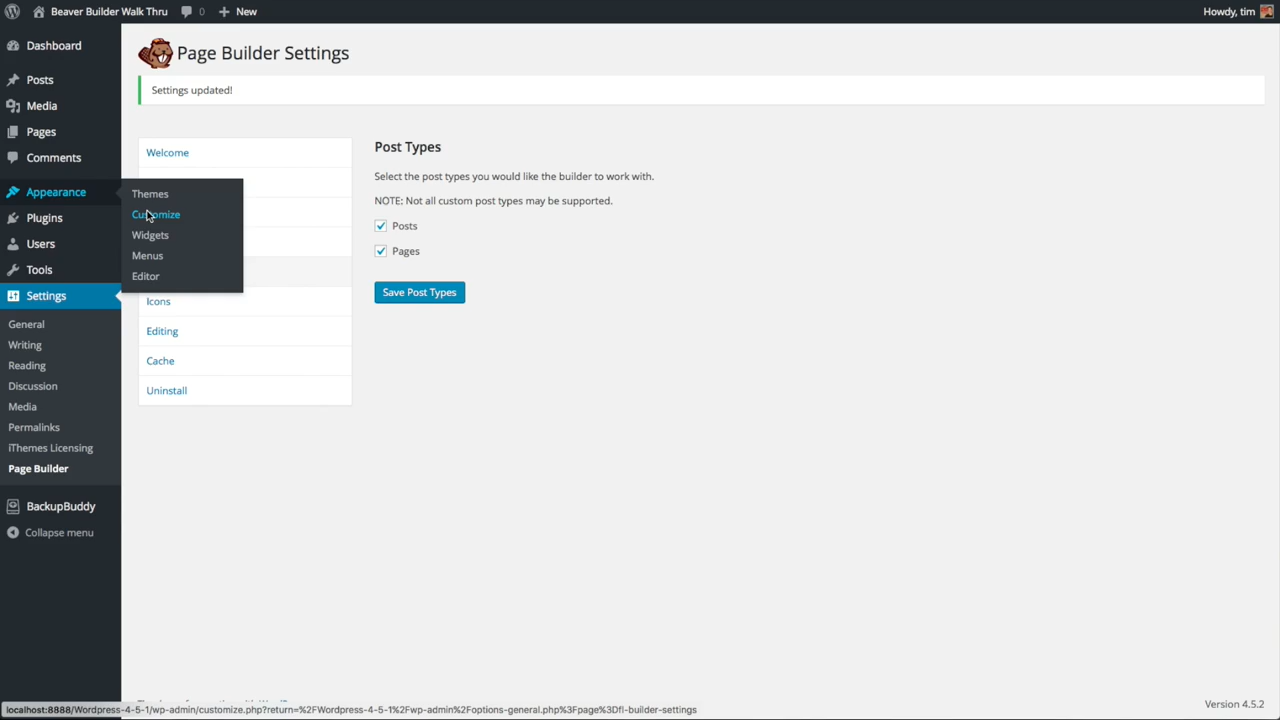 Beaver Builder Walk Thru
0
New
Howdy, tim
Dashboard
Posts
Media
Pages
Comments
Appearance
Plugins
Users
Tools
Settings
General
Writing
Reading
Discussion
Media
Permalinks
iThemes Licensing
Page Builder
BackupBuddy
Collapse menu
Themes
Customize
Widgets
Menus
Editor
Page Builder Settings
Settings updated!
Welcome
Icons
Editing
Cache
Uninstall
Post Types
Select the post types you would like the builder to work with.
NOTE: Not all custom post types may be supported.
Posts
Pages
Save Post Types
localhost:8888/Wordpress-4-5-1/wp-admin/customize.php?return=%2FWordpress-4-5-1%2Fwp-admin%2Foptions-general.php%3Fpage%3Dfl-builder-settings
Version 4.5.2